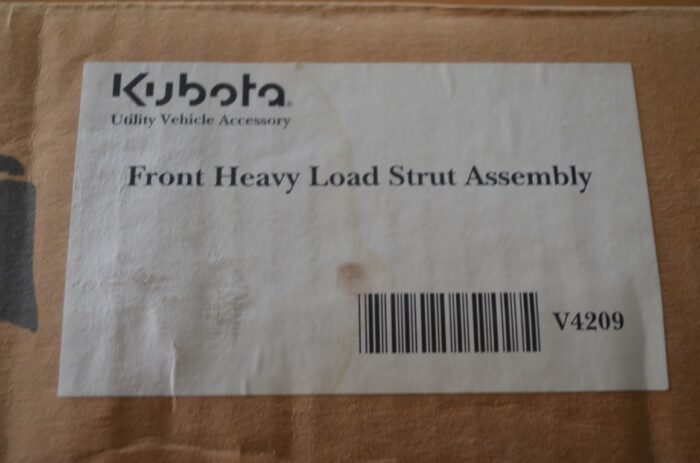 Kubota
Utility Vehicle Accessory
Front Heavy Load Strut Assembly
V4209